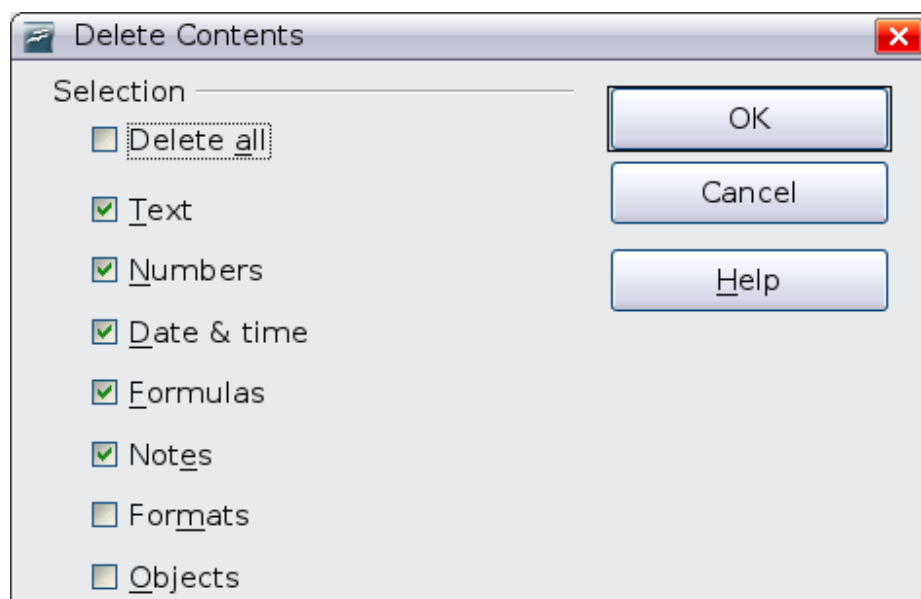 Delete Contents
Selection
Delete all
Text
Numbers
Date & time
Formulas
Notes
Formats
Objects
OK
Cancel
Help